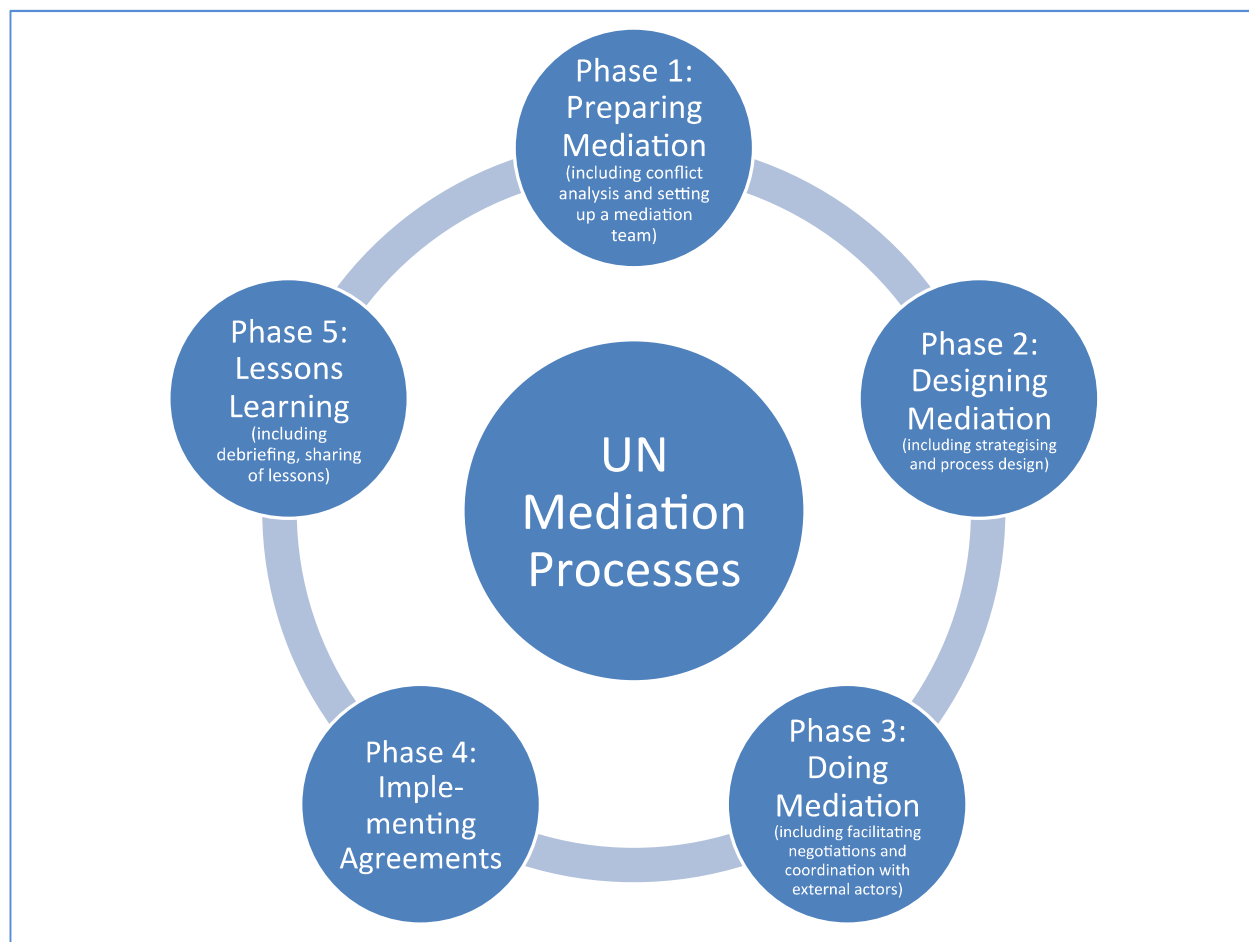 Phase 1:
Preparing
Mediation
(including conflict
analysis and setting
up a mediation
team)
Phase 2:
Designing
Mediation
(including strategising
and process design)
Phase 3:
Doing
Mediation
(including facilitating
negotiations and
coordination with
external actors)
Phase 4:
Imple-
menting
Agreements
Phase 5:
Lessons
Learning
(including
debriefing, sharing
of lessons)
UN
Mediation
Processes